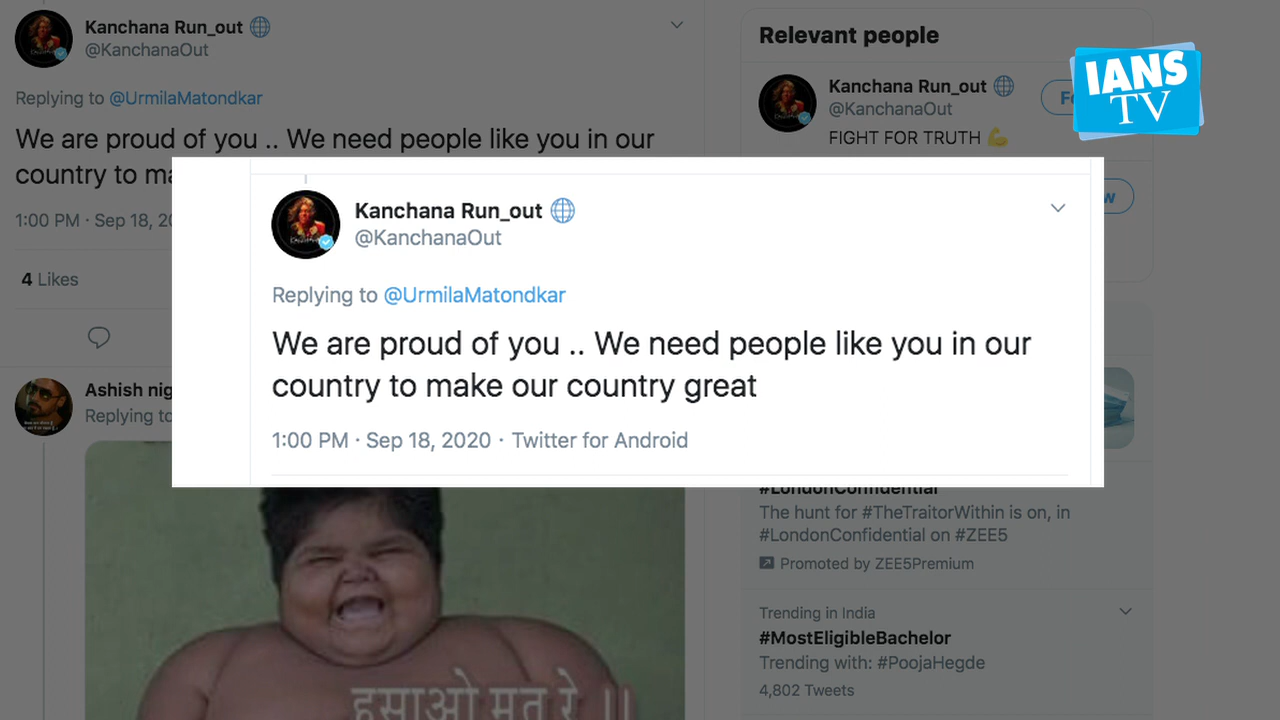 Kanchana Run_out
@KanchanaOut
Replying to @UrmilaMatondkar
We are proud of you .. We need people like you in our
country to ma
1:00 PM · Sep 18, 20
4 Likes
Ashish nig
Replying to
हसाओ मत रे ||
Kanchana Run_out
@KanchanaOut
Replying to @UrmilaMatondkar
We are proud of you .. We need people like you in our
country to make our country great
1:00 PM · Sep 18, 2020 · Twitter for Android
Relevant people
Kanchana Run_out
@KanchanaOut
FIGHT FOR TRUTH
IANS
TV
#LondonConfidential
The hunt for #TheTraitorWithin is on, in
#LondonConfidential on #ZEE5
Promoted by ZEE5Premium
Trending in India
#MostEligibleBachelor
Trending with: #PoojaHegde
4,802 Tweets